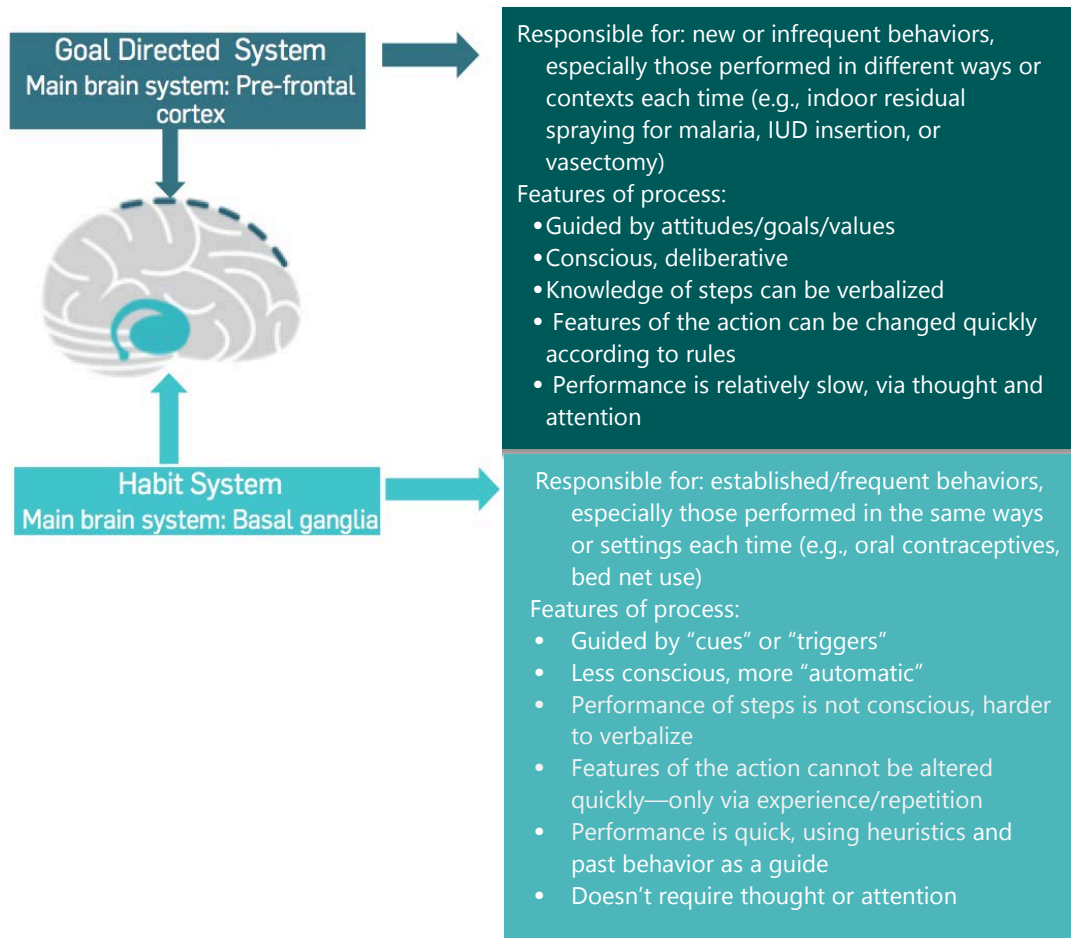 Goal Directed System
Main brain system: Pre-frontal
cortex
Responsible for: new or infrequent behaviors,
especially those performed in different ways or
contexts each time (e.g., indoor residual
spraying for malaria, IUD insertion, or
vasectomy)
Features of process:
•Guided by attitudes/goals/values
•Conscious, deliberative
•Knowledge of steps can be verbalized
• Features of the action can be changed quickly
according to rules
• Performance is relatively slow, via thought and
attention
Habit System
Main brain system: Basal ganglia
Responsible for: established/frequent behaviors,
especially those performed in the same ways
or settings each time (e.g., oral contraceptives,
bed net use)
Features of process:
• Guided by “cues” or “triggers”
• Less conscious, more “automatic”
• Performance of steps is not conscious, harder
to verbalize
• Features of the action cannot be altered
quickly—only via experience/repetition
• Performance is quick, using heuristics and
past behavior as a guide
• Doesn’t require thought or attention